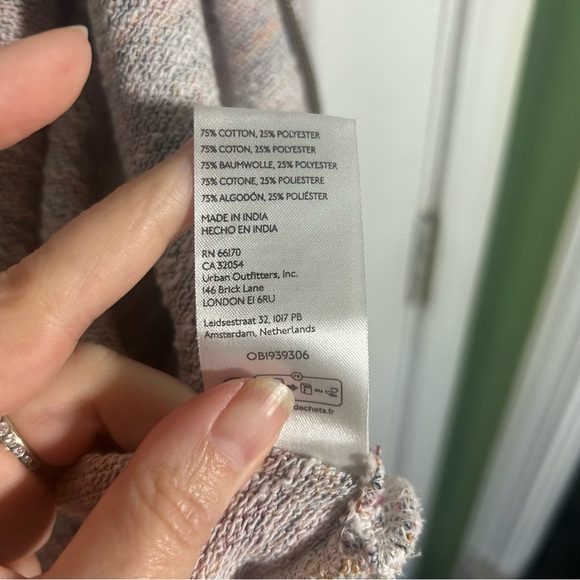 75% COTTON, 25% POLYESTER
75% COTON, 25% POLYESTER
75% BAUMWOLLE, 25% POLYESTER
75% COTONE, 25% POLIESTERE
75% ALGODÓN, 25% POLIÉSTER
MADE IN INDIA
HECHO EN INDIA
RN 66170
CA 32054
Urban Outfitters, Inc.
146 Brick Lane
LONDON E1 6RU
Leidsestraat 32, 1017 PB
Amsterdam, Netherlands
OB1939306
FR
dechets.fr